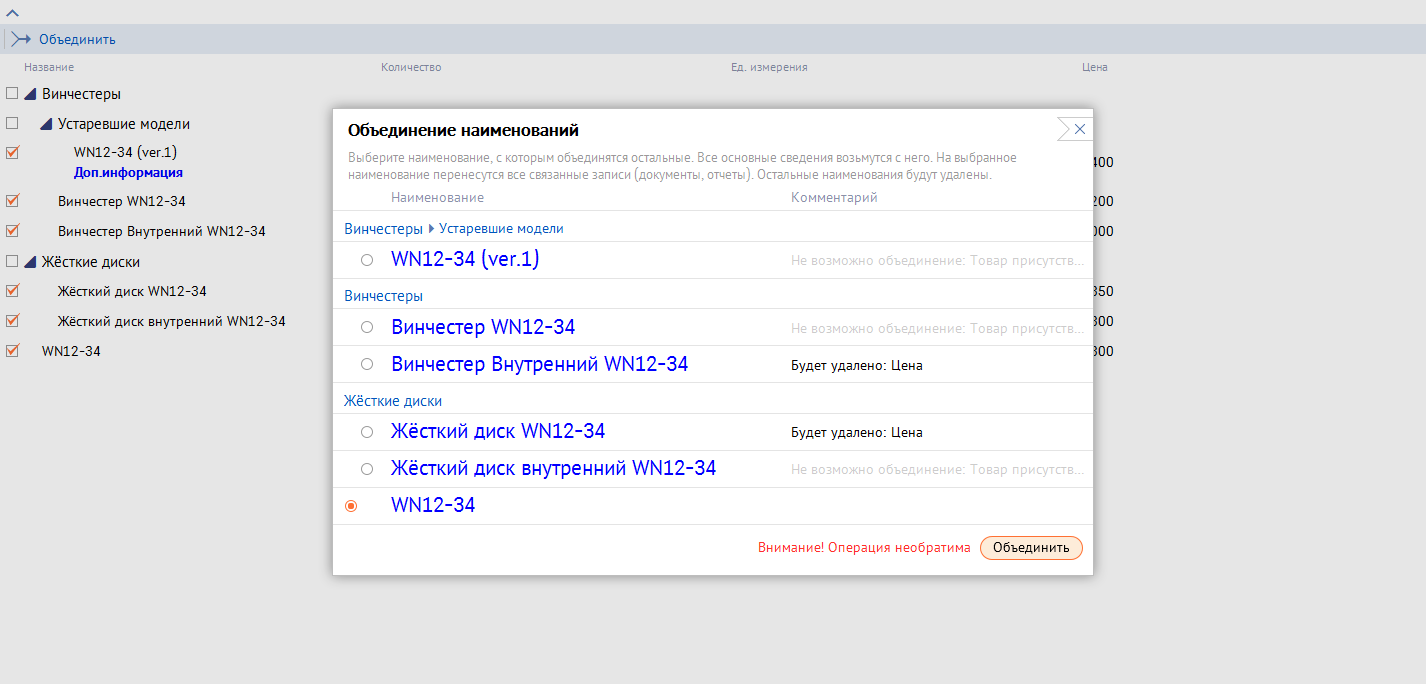 Объединить
Название Количество Ед. измерения Цена
Винчестеры
Устаревшие модели
WN12-34 (ver.1)
Доп.информация
400
Винчестер WN12-34
200
Винчестер Внутренний WN12-34
000
Жёсткие диски
Жёсткий диск WN12-34
350
Жёсткий диск внутренний WN12-34
300
WN12-34
300
Объединение наименований
Выберите наименование, с которым объединятся остальные. Все основные сведения возьмутся с него. На выбранное
наименование перенесутся все связанные записи (документы, отчеты). Остальные наименования будут удалены.
Наименование Комментарий
Винчестеры Устаревшие модели
WN12-34 (ver.1) Не возможно объединение: Товар присутств...
Винчестеры
Винчестер WN12-34 Не возможно объединение: Товар присутств...
Винчестер Внутренний WN12-34 Будет удалено: Цена
Жёсткие диски
Жёсткий диск WN12-34 Будет удалено: Цена
Жёсткий диск внутренний WN12-34 Не возможно объединение: Товар присутств...
WN12-34
Внимание! Операция необратима Объединить